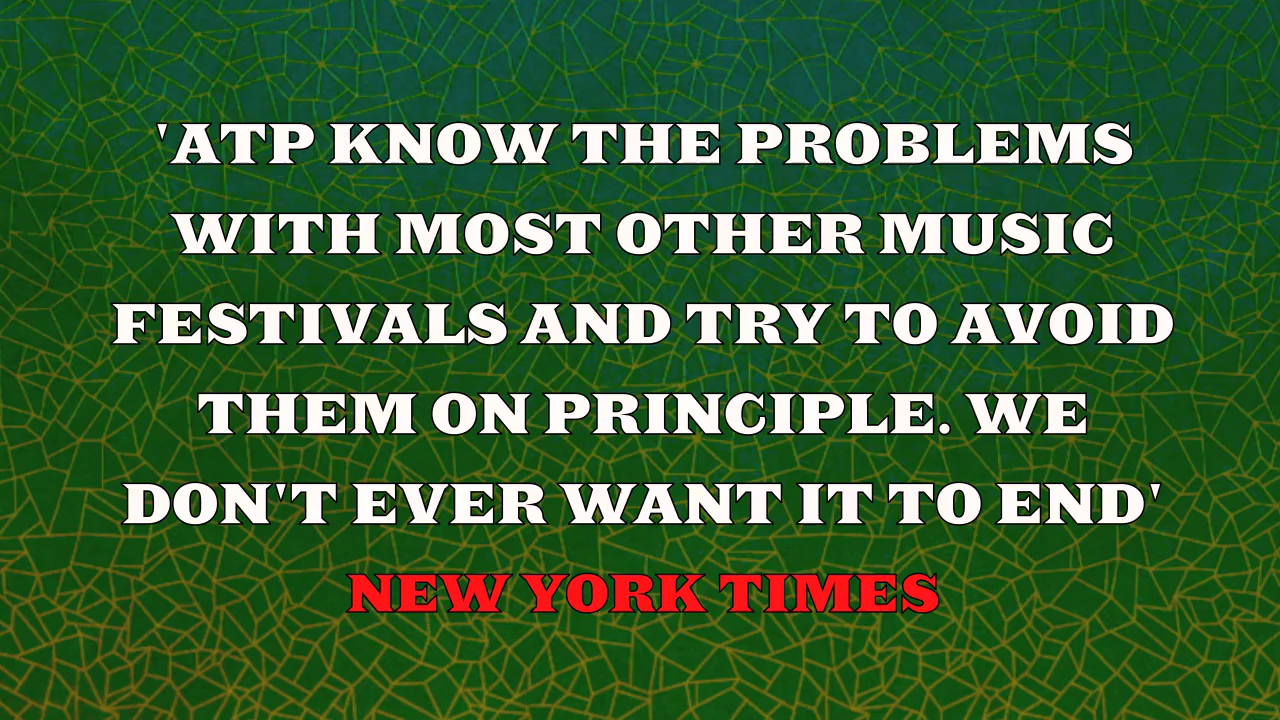 'ATP KNOW THE PROBLEMS
WITH MOST OTHER MUSIC
FESTIVALS AND TRY TO AVOID
THEM ON PRINCIPLE. WE
DON'T EVER WANT IT TO END'
NEW YORK TIMES